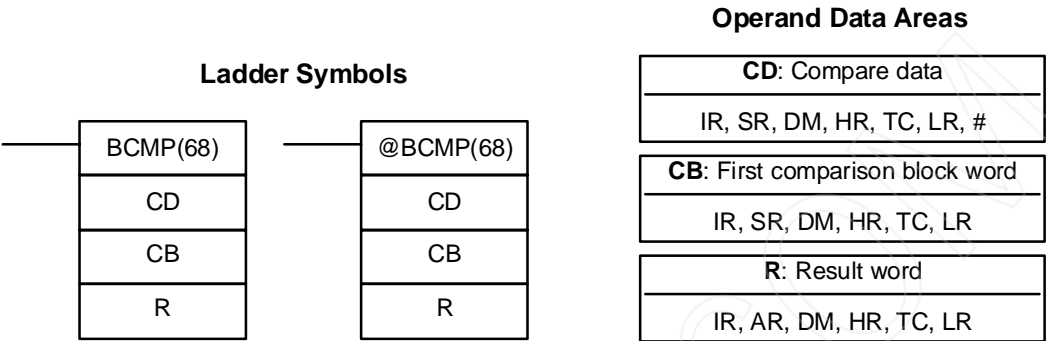 Operand Data Areas
Ladder Symbols
CD: Compare data
IR, SR, DM, HR, TC, LR, #
BCMP(68)
@BCMP(68)
CB: First comparison block word
CD
CD
IR, SR, DM, HR, TC, LR
CB
CB
R: Result word
R
R
IR, AR, DM, HR, TC, LR